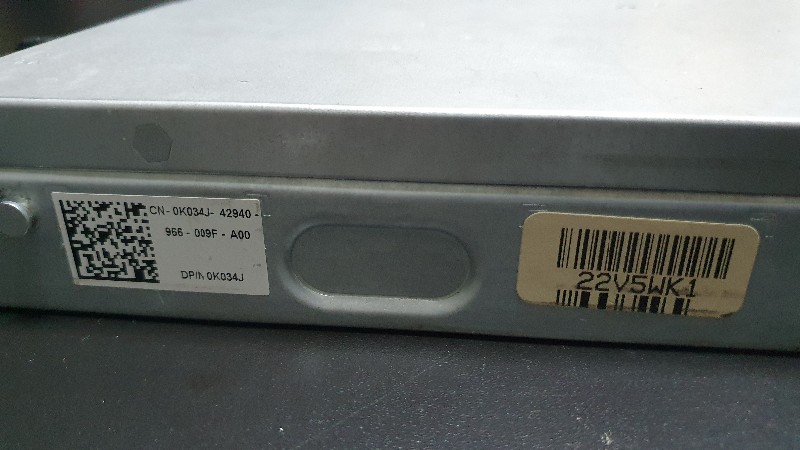 CN- 0K034J- 42940 -
966 - 009F - A00
DP/N 0K034J
22V5WK1